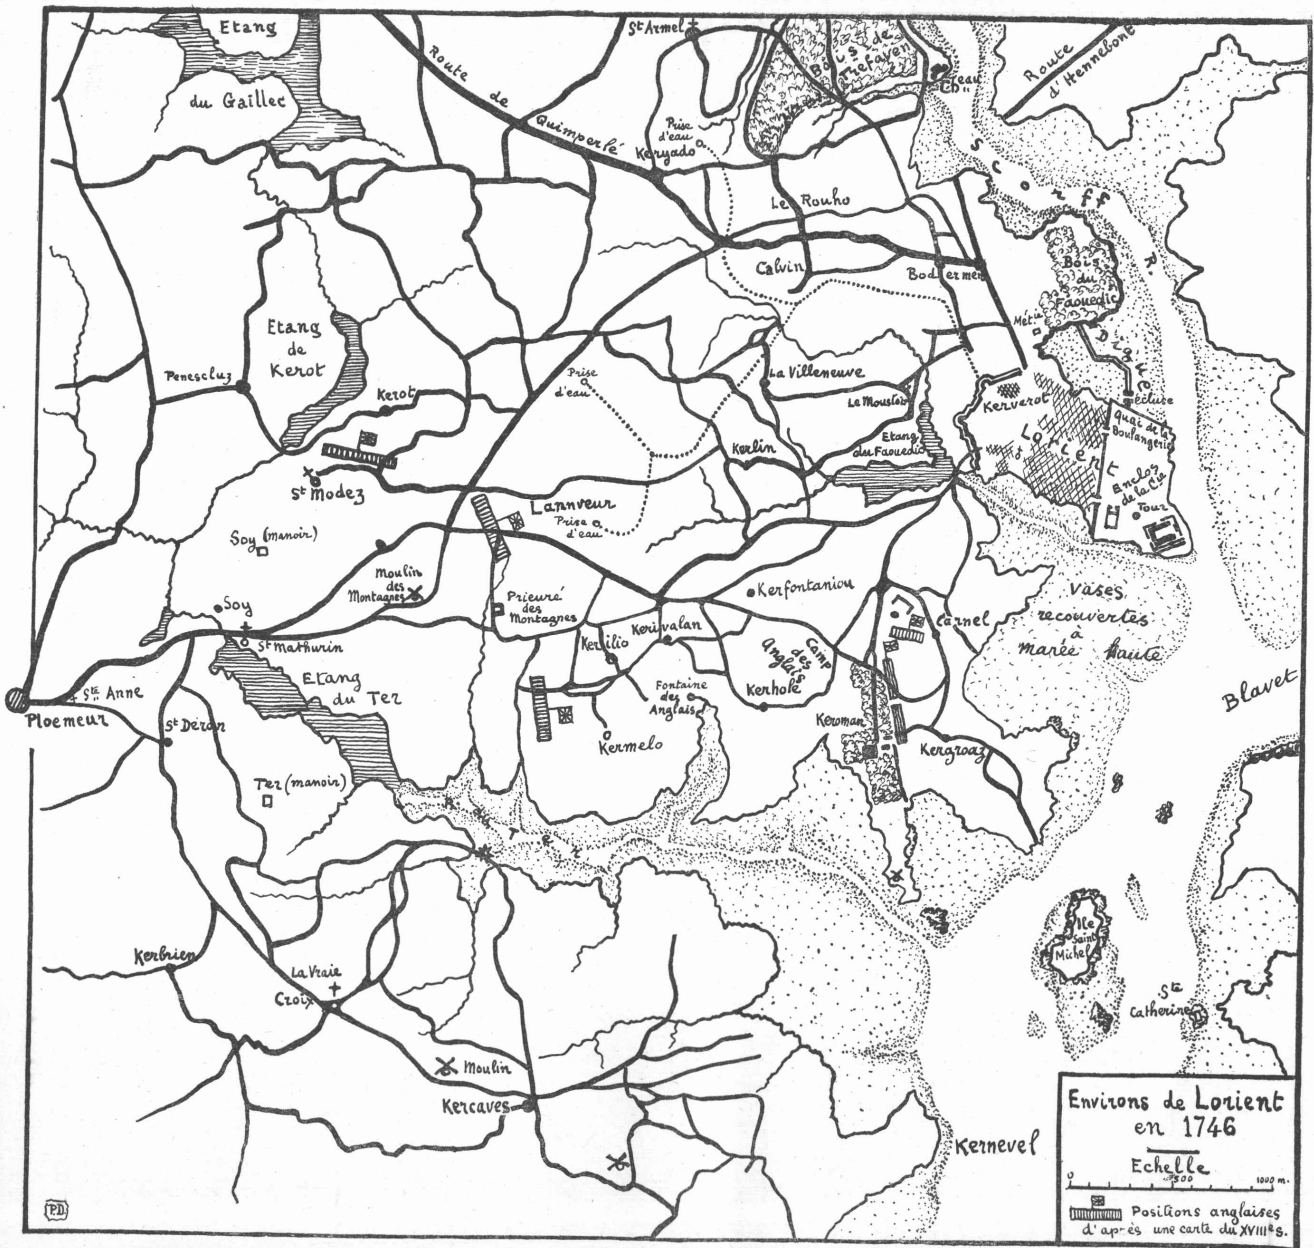 Etang
du Gaillec
Route
de
Quimperlé
St Armel
Bois de
Trefaven
Route
d'Hennebont
Prise
d'eau
Keryado
Scorff
R.
Le Rouho
Calvin
Bodermen
Bois
du
Faouedic
Digue
Ecluse
Etang
de
Kerot
Penescluz
Kerot
Prise
d'eau
La Villeneuve
Le Moustoir
Kerverot
Lorient
Quai de la
Boulangerie
Enclos
de la Cie
Tour
Kerlin
Etang
du Faouedic
St Modez
Lannveur
Prise
d'eau
Soy (manoir)
Moulin
des
Montagnes
Soy
St Mathurin
Prieuré
des
Montagnes
Kerfontaniou
Kerlilio
Kerivalan
Camp
des
Anglais
Carnel
Vases
recouvertes
à
marée haute
Etang
du Ter
Ste Anne
Ploemeur
St Déron
Fontaine
des
Anglais
Kerhole
Keroman
Kergroaz
Kermelo
Blavet
Ter (manoir)
Ter
Kerbrien
La Vraie
Croix
Ile
Saint
Michel
Ste
Catherine
Moulin
Kercaves
Kernevel
Environs de Lorient
en 1746
Echelle
0 500 1000 m.
Positions anglaises
d'après une carte du XVIIIe S.
P.D.